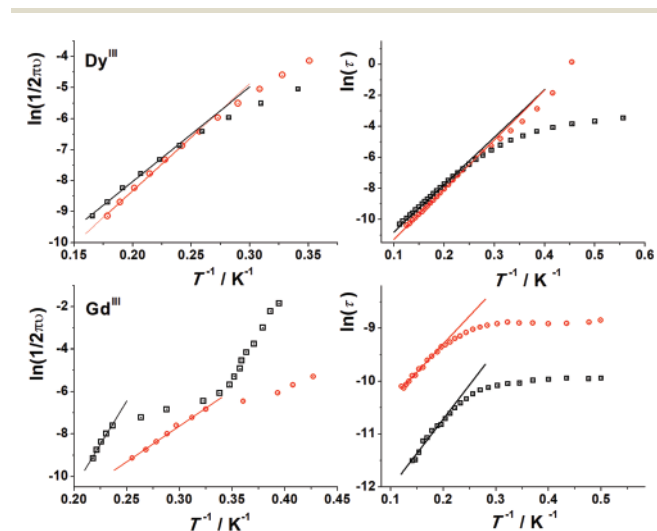 Dy^III
ln(1/2πυ)
-4
-5
-6
-7
-8
-9
-10
0.15 0.20 0.25 0.30 0.35
T⁻¹ / K⁻¹
ln(τ)
0
-2
-4
-6
-8
-10
0.1 0.2 0.3 0.4 0.5 0.6
T⁻¹ / K⁻¹
Gd^III
ln(1/2πυ)
-2
-4
-6
-8
-10
0.20 0.25 0.30 0.35 0.40 0.45
T⁻¹ / K⁻¹
ln(τ)
-8
-9
-10
-11
-12
0.1 0.2 0.3 0.4 0.5 0.6
T⁻¹ / K⁻¹